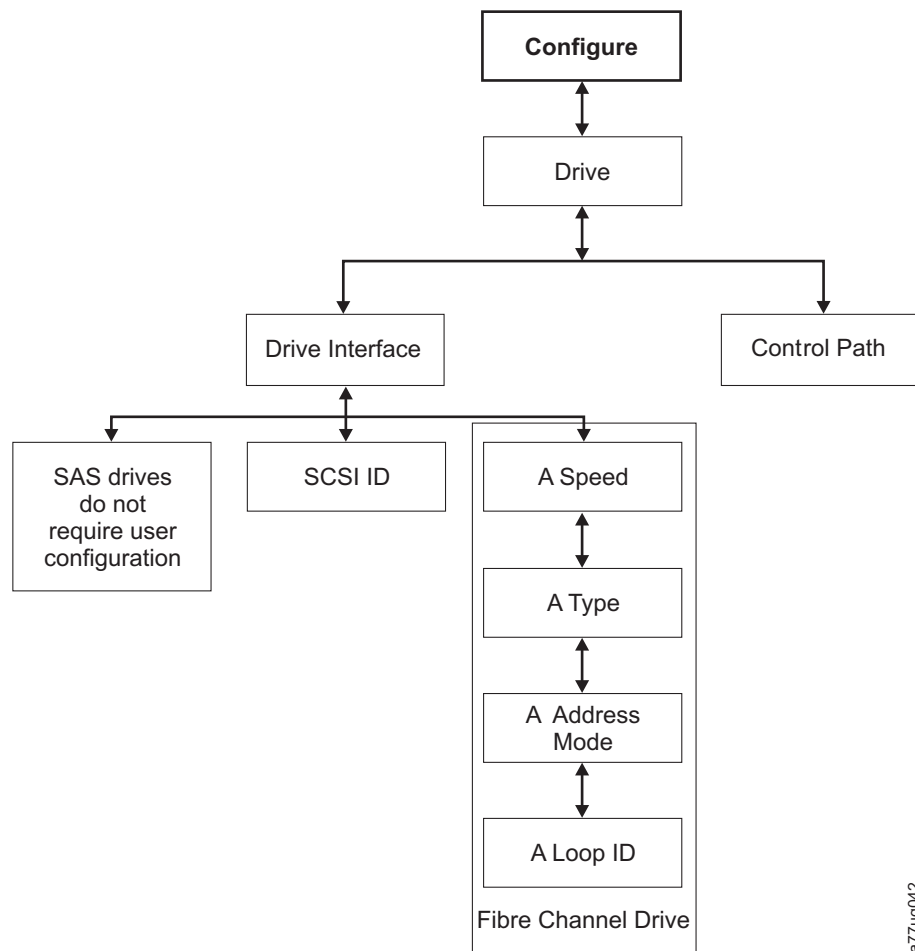 Configure
Drive
Drive Interface
Control Path
SAS drives
do not
require user
configuration
SCSI ID
A Speed
A Type
A Address
Mode
A Loop ID
Fibre Channel Drive
a77ug042